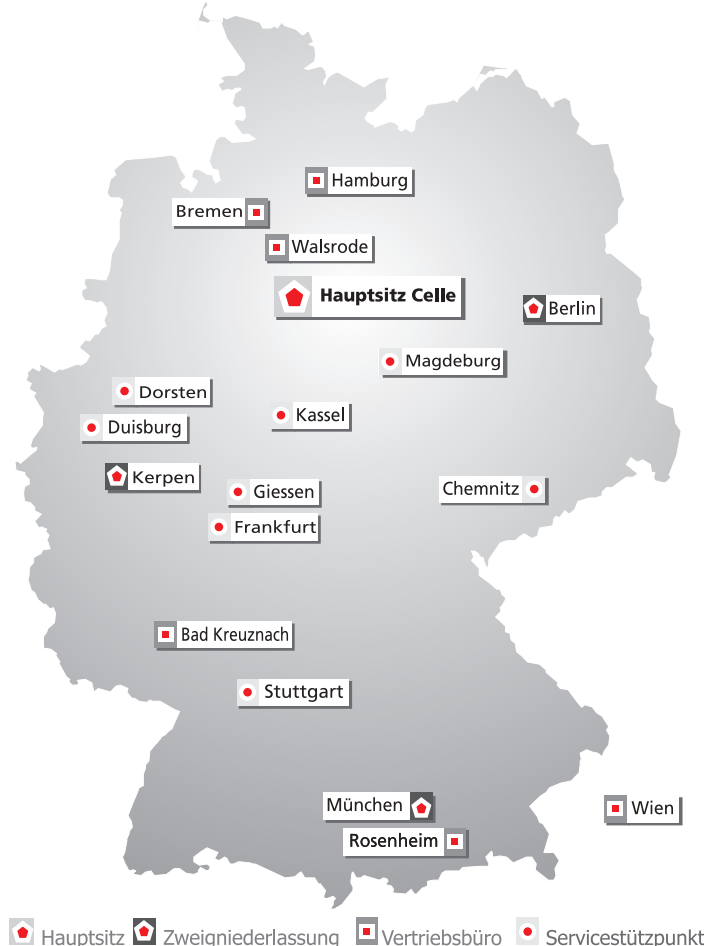 Hamburg
Bremen
Walsrode
Hauptsitz Celle
Berlin
Magdeburg
Dorsten
Kassel
Duisburg
Kerpen
Giessen
Chemnitz
Frankfurt
Bad Kreuznach
Stuttgart
München
Wien
Rosenheim
Hauptsitz Zweigniederlassung Vertriebsbüro Servicestützpunkt